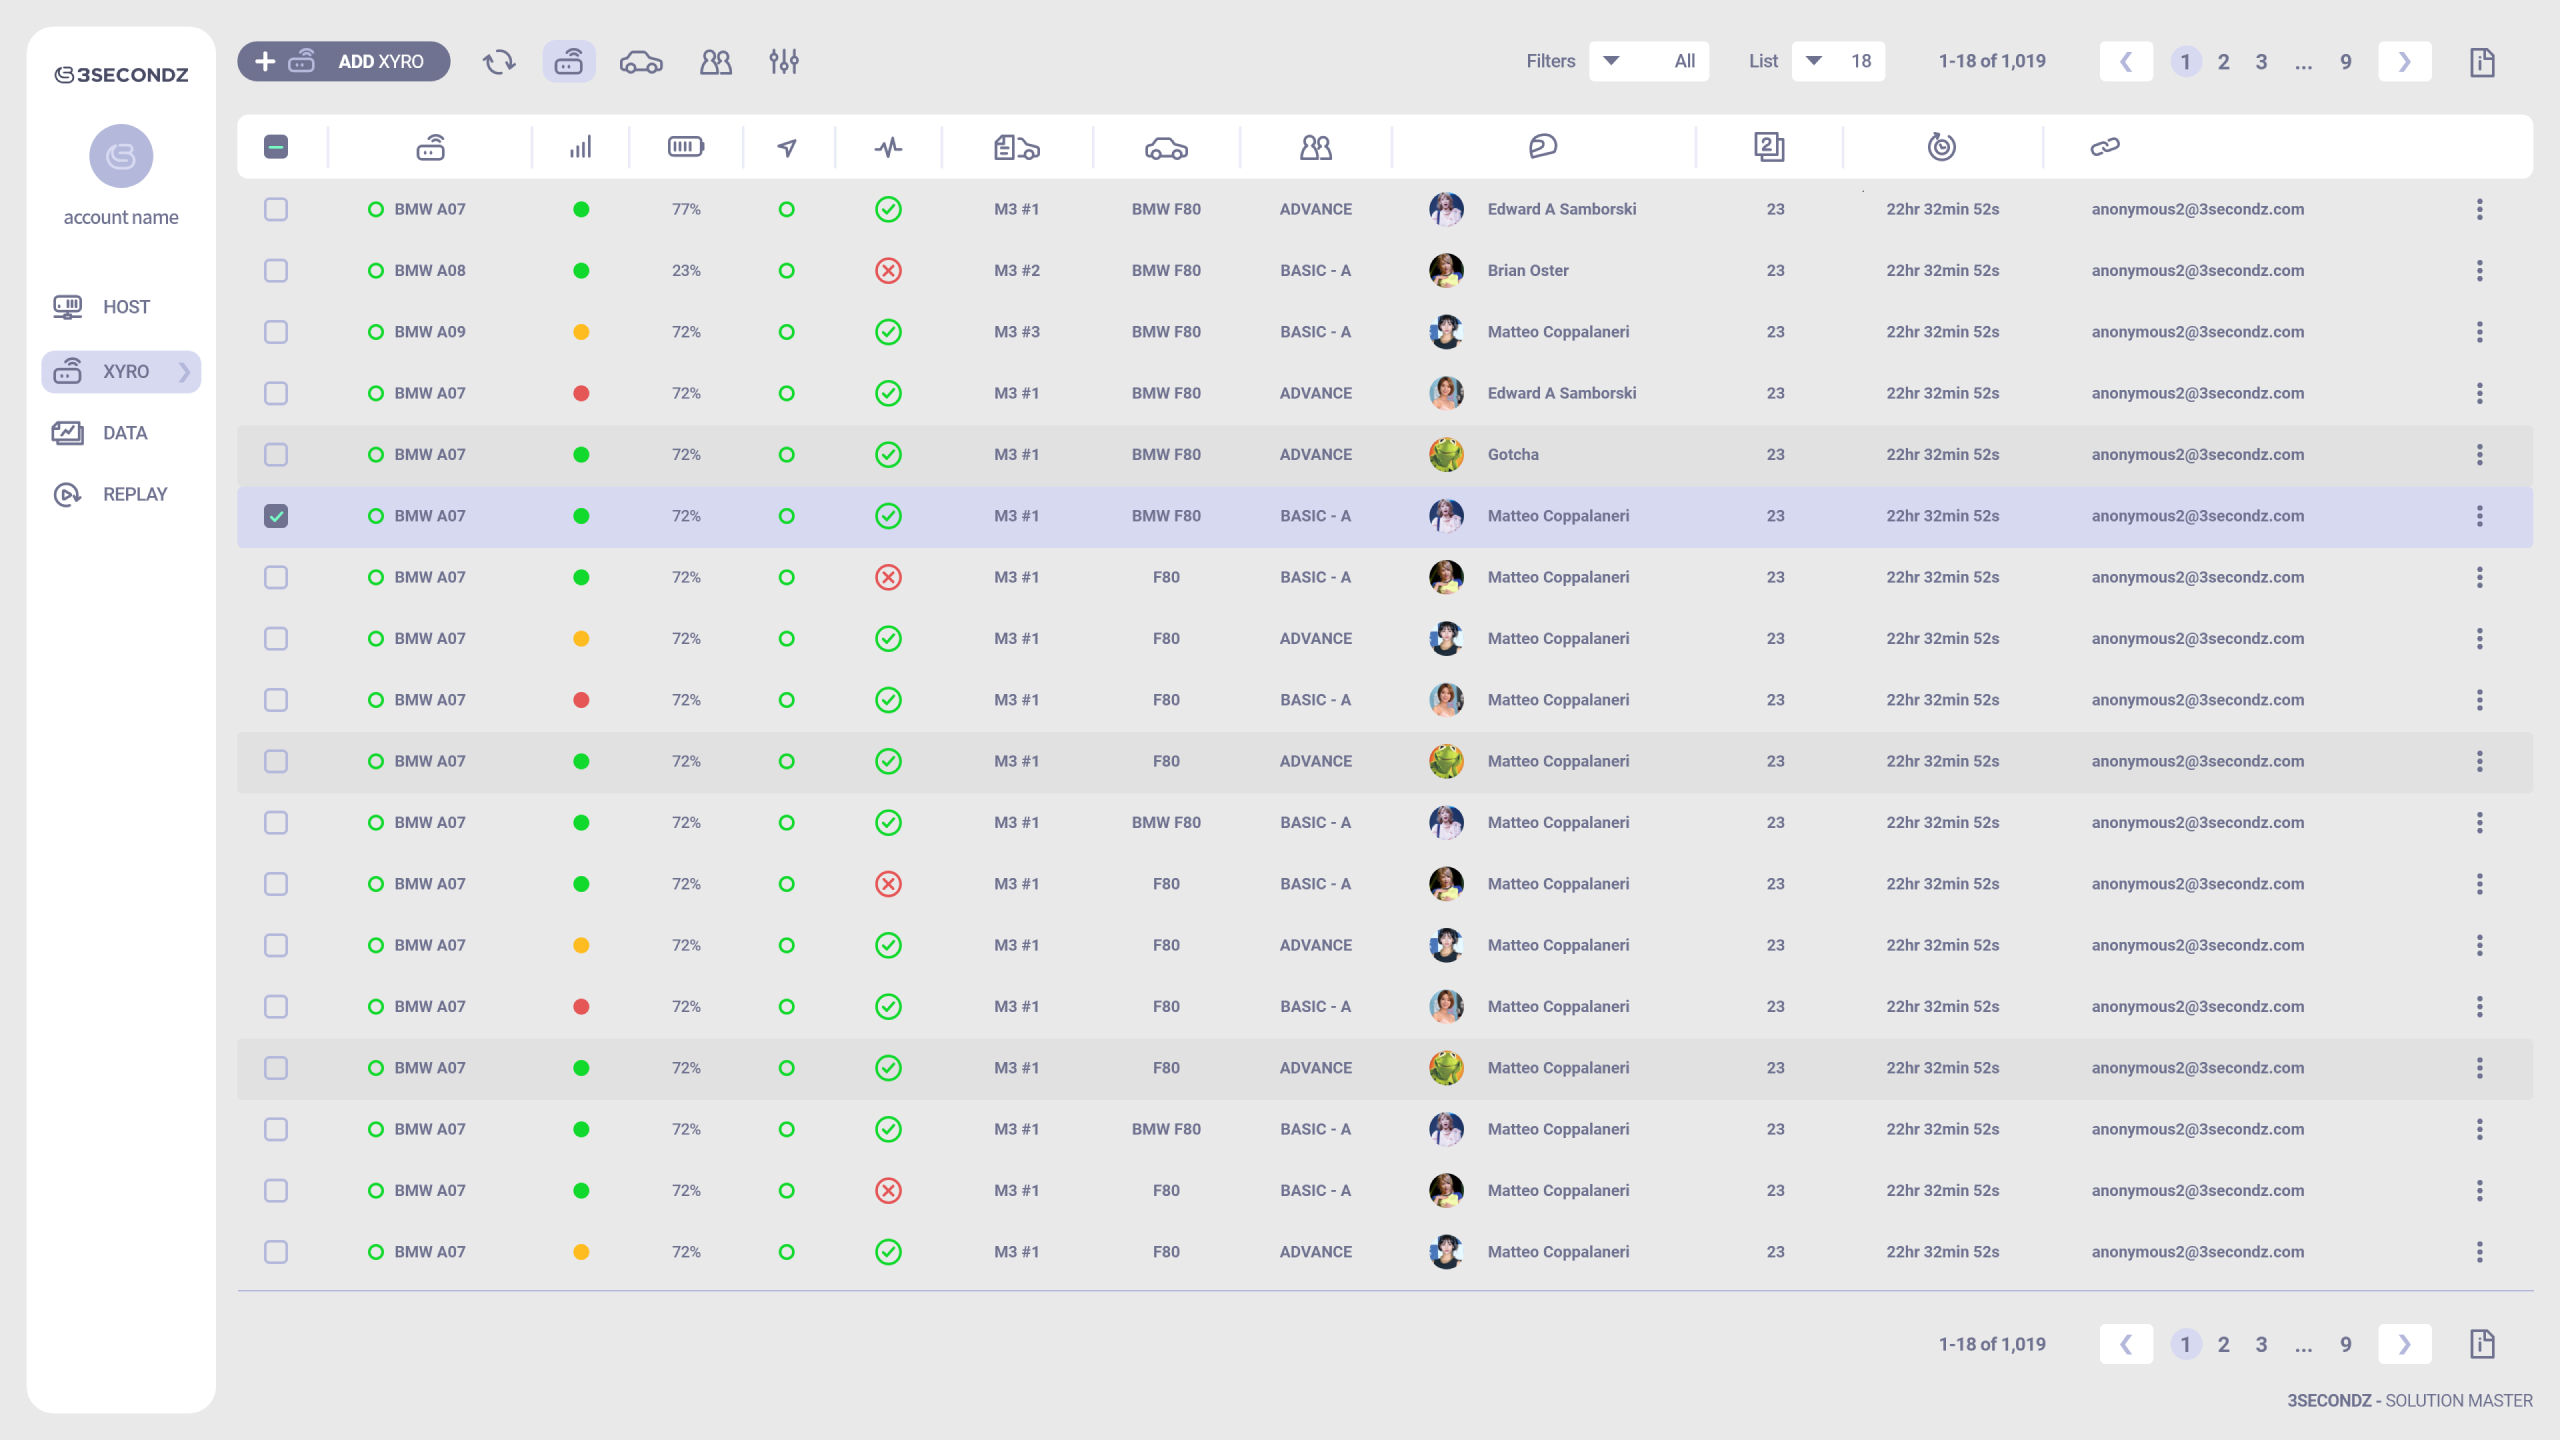 3SECONDZ
account name
HOST
XYRO
DATA
REPLAY
ADD XYRO
Filters All List 18 1-18 of 1,019 1 2 3 ... 9
2
BMW A07 77% M3 #1 BMW F80 ADVANCE Edward A Samborski 23 22hr 32min 52s anonymous2@3secondz.com
BMW A08 23% M3 #2 BMW F80 BASIC - A Brian Oster 23 22hr 32min 52s anonymous2@3secondz.com
BMW A09 72% M3 #3 BMW F80 BASIC - A Matteo Coppalaneri 23 22hr 32min 52s anonymous2@3secondz.com
BMW A07 72% M3 #1 BMW F80 ADVANCE Edward A Samborski 23 22hr 32min 52s anonymous2@3secondz.com
BMW A07 72% M3 #1 BMW F80 ADVANCE Gotcha 23 22hr 32min 52s anonymous2@3secondz.com
BMW A07 72% M3 #1 BMW F80 BASIC - A Matteo Coppalaneri 23 22hr 32min 52s anonymous2@3secondz.com
BMW A07 72% M3 #1 F80 BASIC - A Matteo Coppalaneri 23 22hr 32min 52s anonymous2@3secondz.com
BMW A07 72% M3 #1 F80 ADVANCE Matteo Coppalaneri 23 22hr 32min 52s anonymous2@3secondz.com
BMW A07 72% M3 #1 F80 BASIC - A Matteo Coppalaneri 23 22hr 32min 52s anonymous2@3secondz.com
BMW A07 72% M3 #1 F80 ADVANCE Matteo Coppalaneri 23 22hr 32min 52s anonymous2@3secondz.com
BMW A07 72% M3 #1 BMW F80 BASIC - A Matteo Coppalaneri 23 22hr 32min 52s anonymous2@3secondz.com
BMW A07 72% M3 #1 F80 BASIC - A Matteo Coppalaneri 23 22hr 32min 52s anonymous2@3secondz.com
BMW A07 72% M3 #1 F80 ADVANCE Matteo Coppalaneri 23 22hr 32min 52s anonymous2@3secondz.com
BMW A07 72% M3 #1 F80 BASIC - A Matteo Coppalaneri 23 22hr 32min 52s anonymous2@3secondz.com
BMW A07 72% M3 #1 F80 ADVANCE Matteo Coppalaneri 23 22hr 32min 52s anonymous2@3secondz.com
BMW A07 72% M3 #1 BMW F80 BASIC - A Matteo Coppalaneri 23 22hr 32min 52s anonymous2@3secondz.com
BMW A07 72% M3 #1 F80 BASIC - A Matteo Coppalaneri 23 22hr 32min 52s anonymous2@3secondz.com
BMW A07 72% M3 #1 F80 ADVANCE Matteo Coppalaneri 23 22hr 32min 52s anonymous2@3secondz.com
1-18 of 1,019 1 2 3 ... 9
3SECONDZ - SOLUTION MASTER